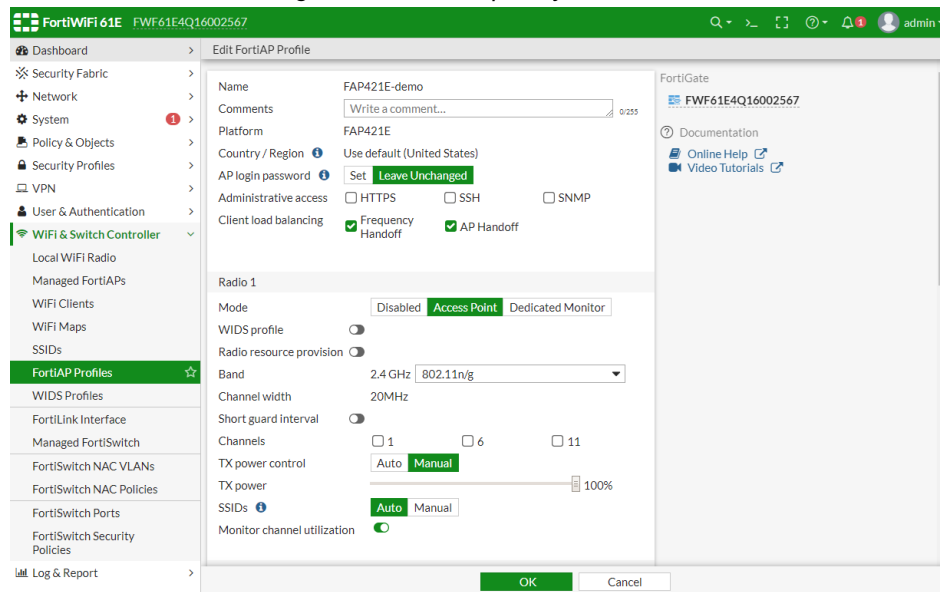 FortiWiFi 61E FWF61E4Q16002567
admin
1
Dashboard
Security Fabric
Network
System 1
Policy & Objects
Security Profiles
VPN
User & Authentication
WiFi & Switch Controller
Local WiFi Radio
Managed FortiAPs
WiFi Clients
WiFi Maps
SSIDs
FortiAP Profiles
WIDS Profiles
FortiLink Interface
Managed FortiSwitch
FortiSwitch NAC VLANs
FortiSwitch NAC Policies
FortiSwitch Ports
FortiSwitch Security
Policies
Log & Report
Edit FortiAP Profile
Name FAP421E-demo
Comments Write a comment... 0/255
Platform FAP421E
Country / Region Use default (United States)
AP login password Set Leave Unchanged
Administrative access HTTPS SSH SNMP
Client load balancing Frequency
Handoff AP Handoff
Radio 1
Mode Disabled Access Point Dedicated Monitor
WIDS profile
Radio resource provision
Band 2.4 GHz 802.11n/g
Channel width 20MHz
Short guard interval
Channels 1 6 11
TX power control Auto Manual
TX power 100%
SSIDs Auto Manual
Monitor channel utilization
OK Cancel
FortiGate
FWF61E4Q16002567
Documentation
Online Help
Video Tutorials